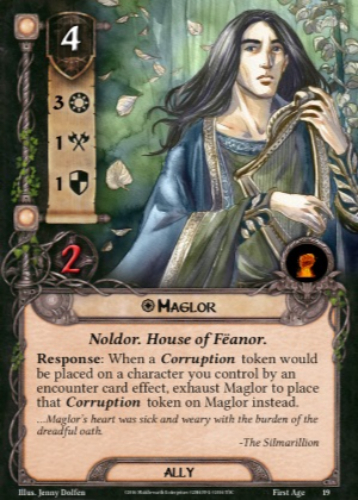 4
3
1
1
2
Maglor
Noldor. House of Fëanor.
Response: When a Corruption token would
be placed on a character you control by an
encounter card effect, exhaust Maglor to place
that Corruption token on Maglor instead.
...Maglor's heart was sick and weary with the burden of the
dreadful oath.
-The Silmarillion
ALLY
Illus. Jenny Dolfen
First Age
19